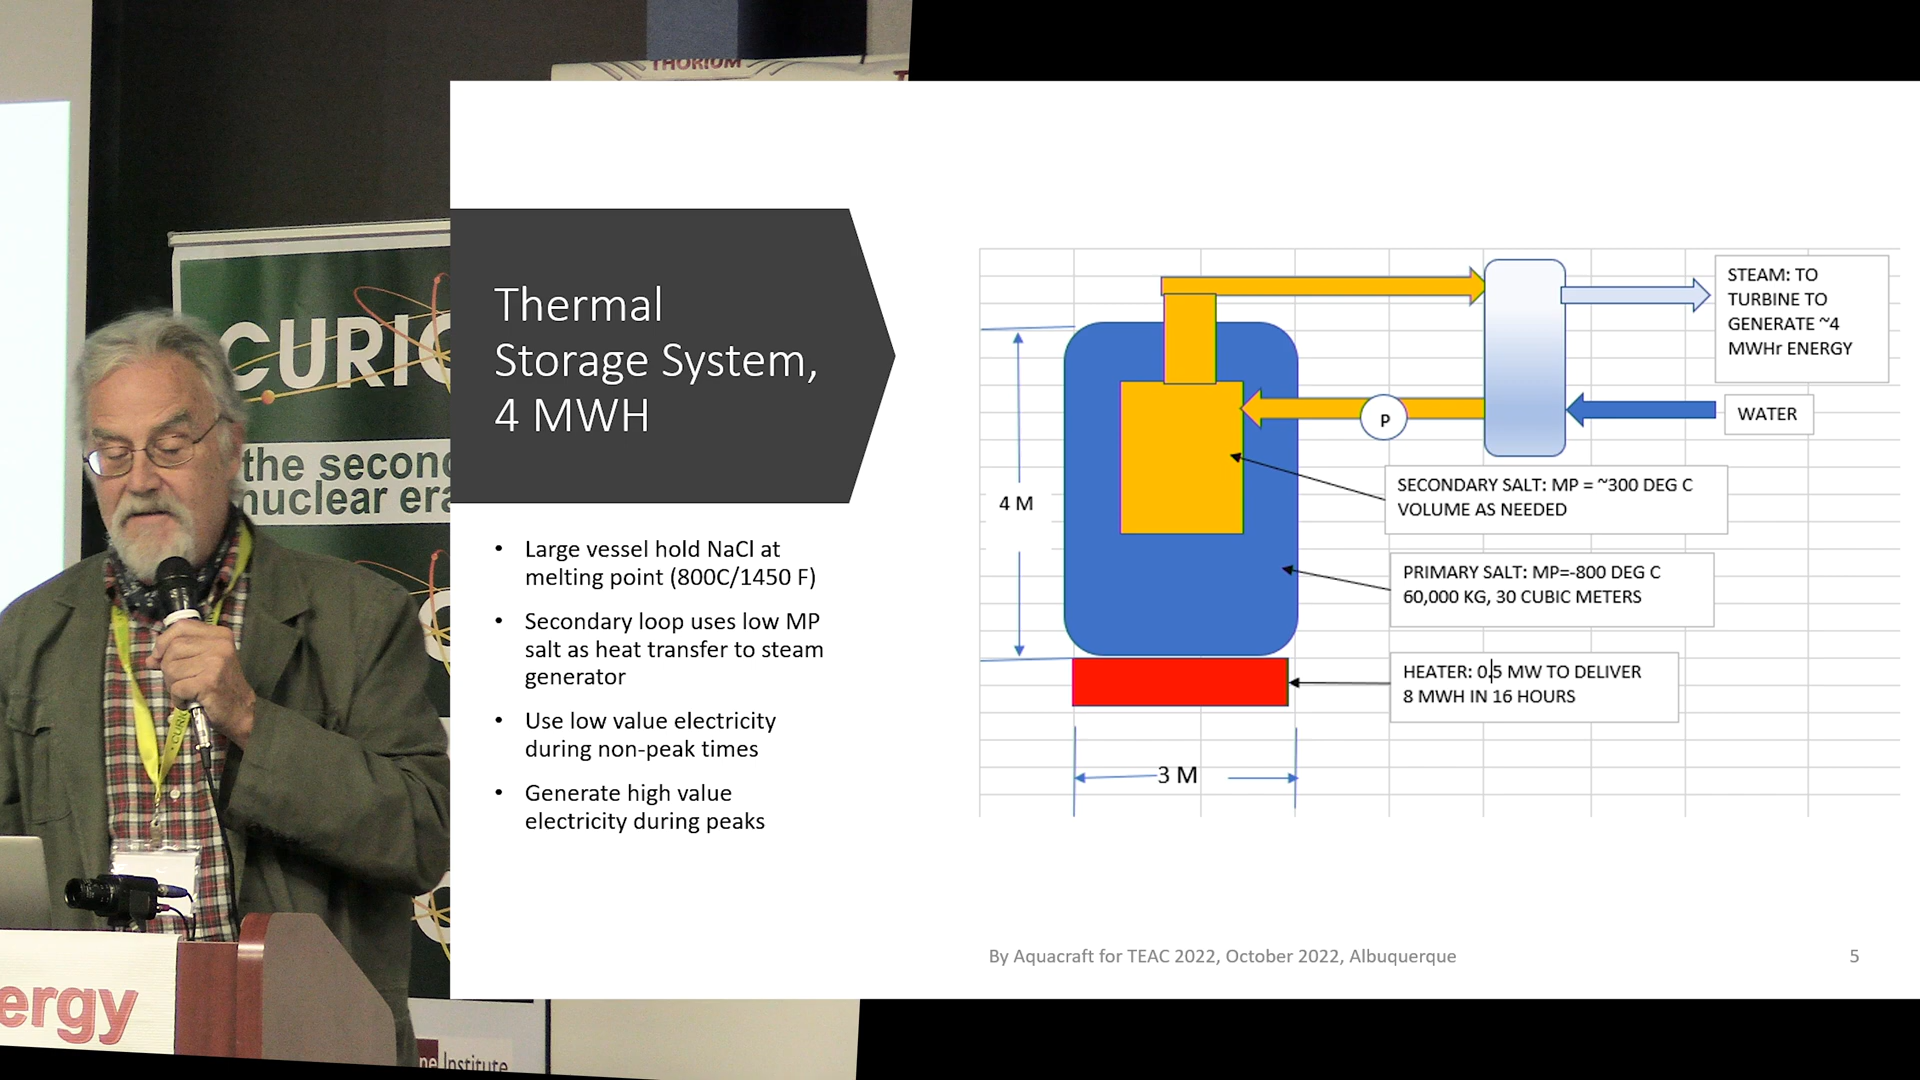 THORIUM
CURIO
the second
nuclear era
Thermal
Storage System,
4 MWH
• Large vessel hold NaCl at
melting point (800C/1450 F)
• Secondary loop uses low MP
salt as heat transfer to steam
generator
• Use low value electricity
during non-peak times
• Generate high value
electricity during peaks
STEAM: TO
TURBINE TO
GENERATE ~4
MWHr ENERGY
WATER
P
SECONDARY SALT: MP = ~300 DEG C
VOLUME AS NEEDED
4 M
PRIMARY SALT: MP=-800 DEG C
60,000 KG, 30 CUBIC METERS
HEATER: 0.5 MW TO DELIVER
8 MWH IN 16 HOURS
3 M
By Aquacraft for TEAC 2022, October 2022, Albuquerque
5
ergy
ne Institute